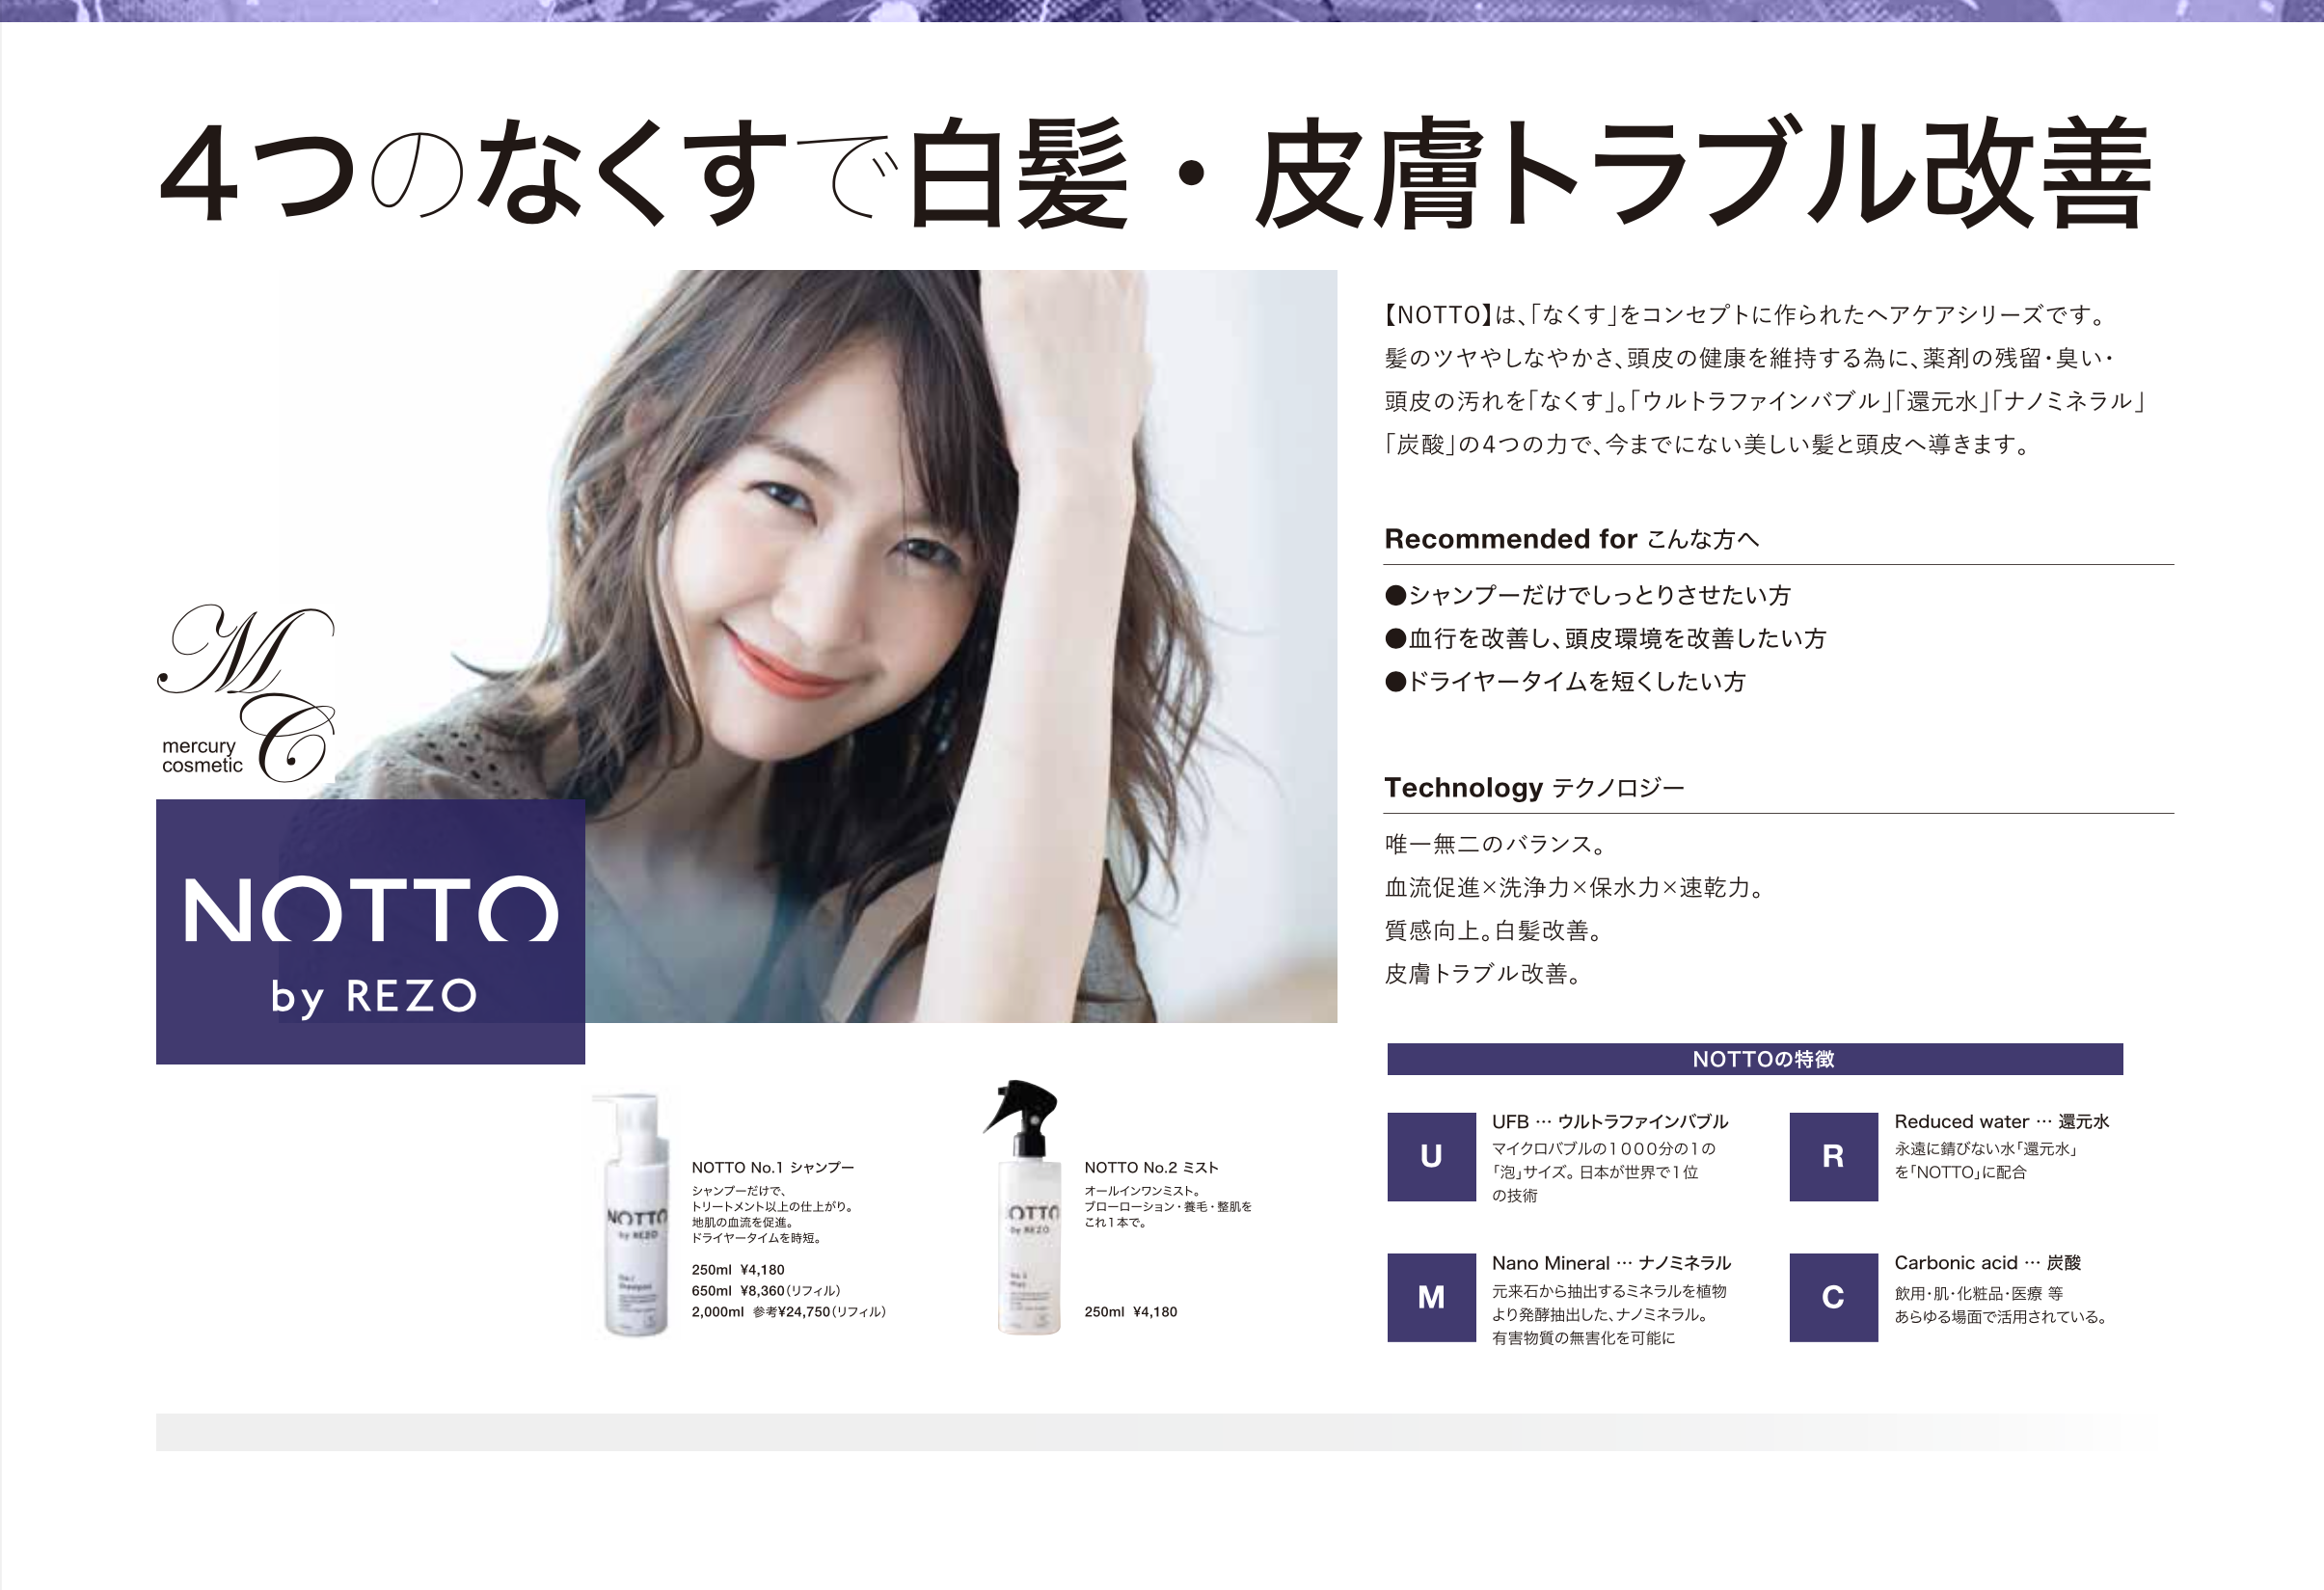 4つのなくすで白髪・皮膚トラブル改善
【NOTTO】は、「なくす」をコンセプトに作られたヘアケアシリーズです。
髪のツヤやしなやかさ、頭皮の健康を維持する為に、薬剤の残留・臭い・
頭皮の汚れを「なくす」。「ウルトラファインバブル」「還元水」「ナノミネラル」
「炭酸」の4つの力で、今までにない美しい髪と頭皮へ導きます。
Recommended for こんな方へ
●シャンプーだけでしっとりさせたい方
●血行を改善し、頭皮環境を改善したい方
●ドライヤータイムを短くしたい方
Technology テクノロジー
唯一無二のバランス。
血流促進×洗浄力×保水力×速乾力。
質感向上。白髪改善。
皮膚トラブル改善。
MC
mercury
cosmetic
NOTTO
by REZO
NOTTO
by REZO
NOTTO No.1 シャンプー
シャンプーだけで、
トリートメント以上の仕上がり。
地肌の血流を促進。
ドライヤータイムを時短。
250ml ¥4,180
650ml ¥8,360（リフィル）
2,000ml 参考¥24,750（リフィル）
OTTO
by REZO
NOTTO No.2 ミスト
オールインワンミスト。
ブローローション・養毛・整肌を
これ1本で。
250ml ¥4,180
NOTTOの特徴
U
UFB … ウルトラファインバブル
マイクロバブルの1000分の1の
「泡」サイズ。日本が世界で1位
の技術
R
Reduced water … 還元水
永遠に錆びない水「還元水」
を「NOTTO」に配合
M
Nano Mineral … ナノミネラル
元来石から抽出するミネラルを植物
より発酵抽出した、ナノミネラル。
有害物質の無害化を可能に
C
Carbonic acid … 炭酸
飲用・肌・化粧品・医療 等
あらゆる場面で活用されている。